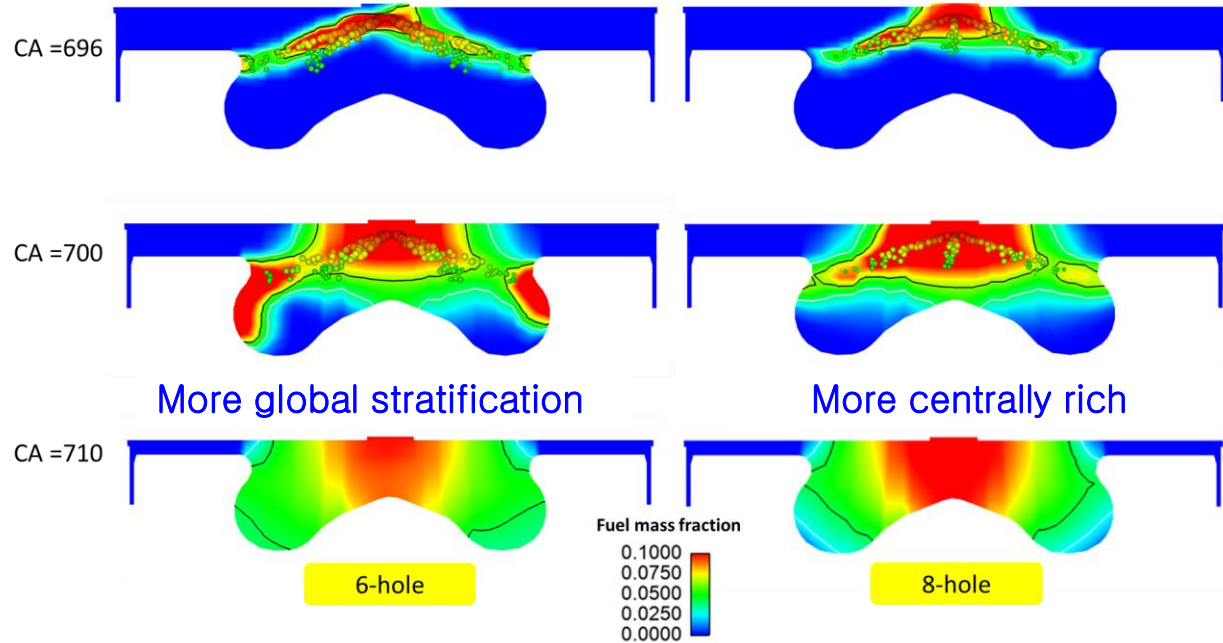 CA =696
CA =700
More global stratification
More centrally rich
CA =710
Fuel mass fraction
0.1000
0.0750
0.0500
0.0250
0.0000
6-hole
8-hole